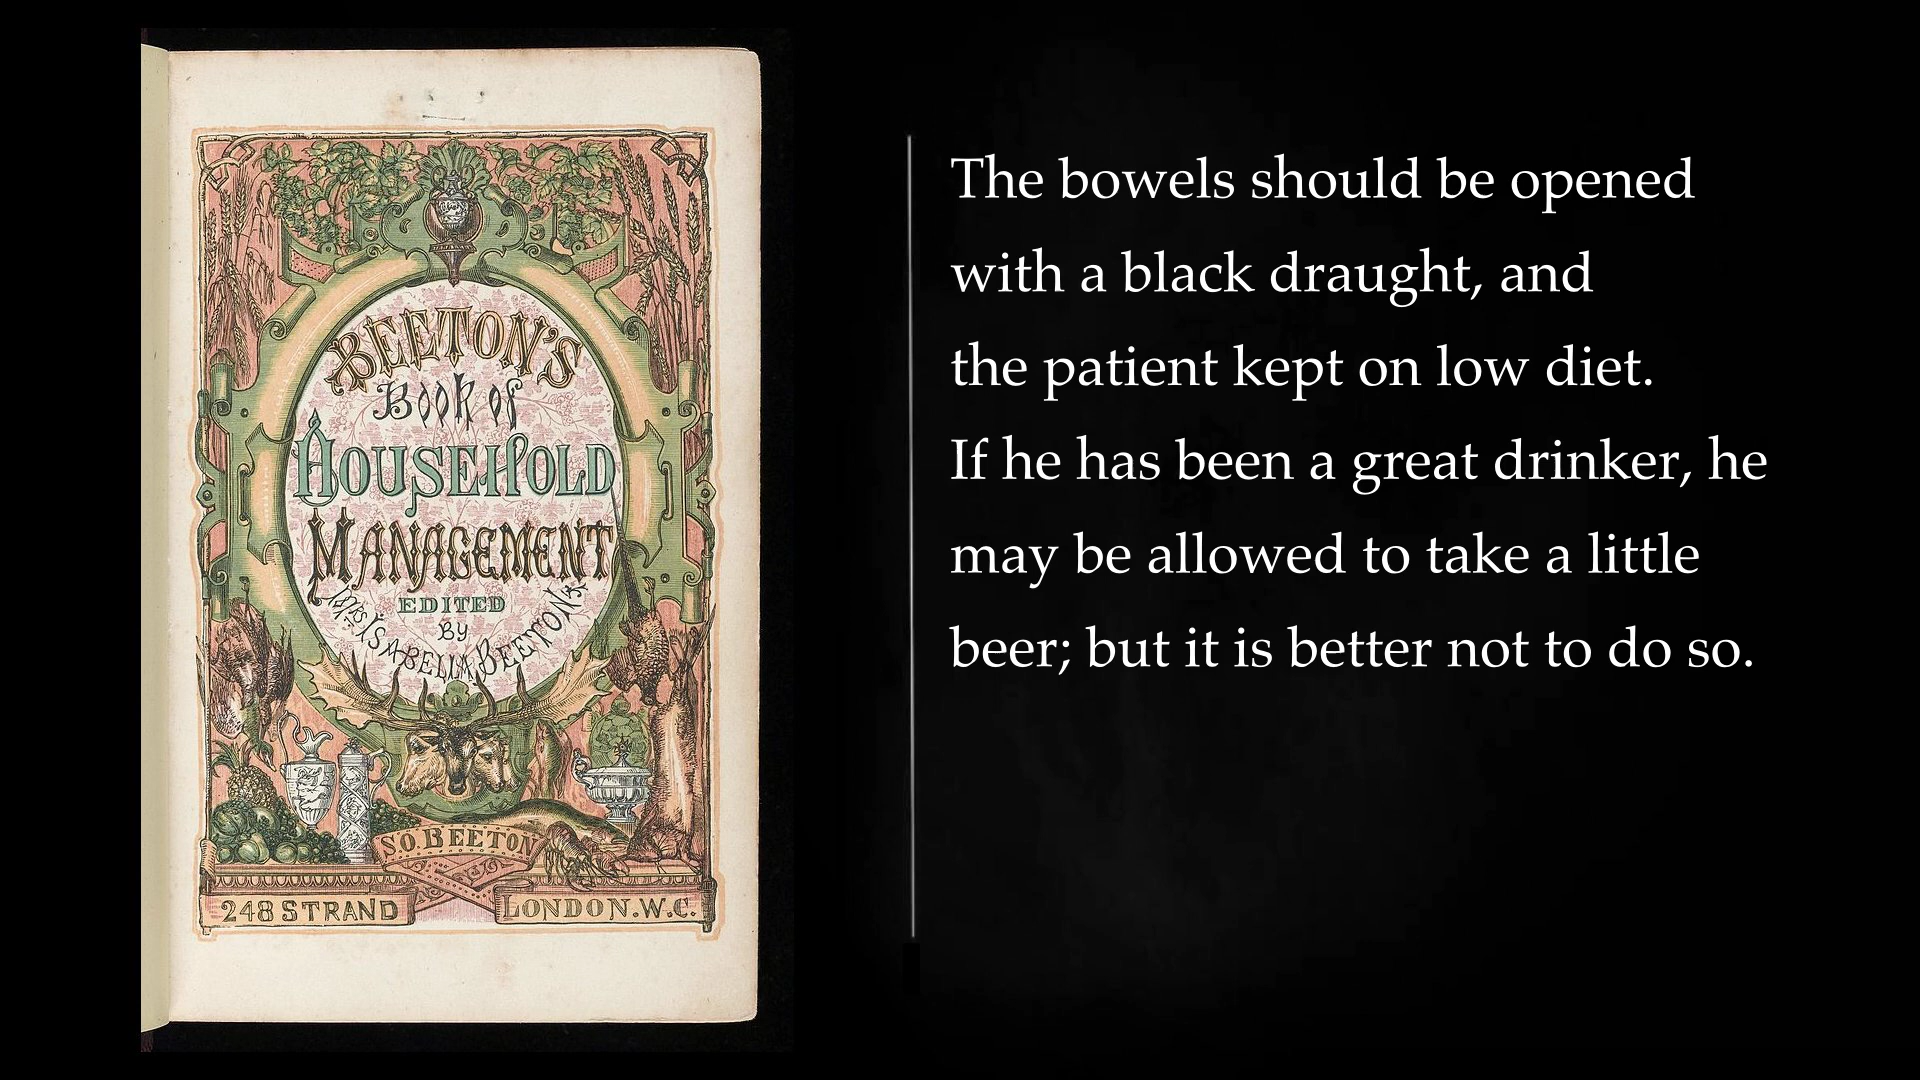 BEETON'S
BOOK OF
HOUSEHOLD
MANAGEMENT
EDITED
BY
MRS ISABELLA BEETON
S.O. BEETON
248 STRAND
LONDON. W.C.
The bowels should be opened
with a black draught, and
the patient kept on low diet.
If he has been a great drinker, he
may be allowed to take a little
beer; but it is better not to do so.